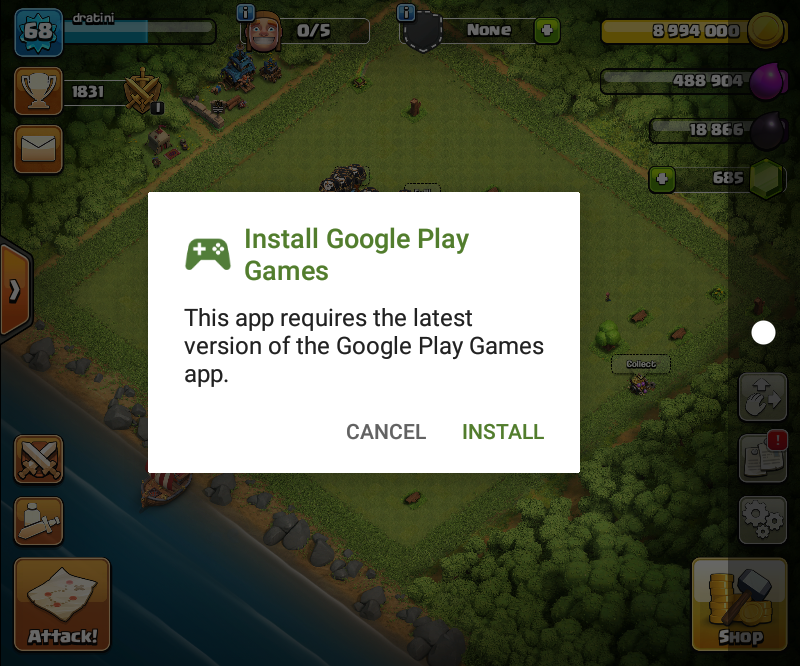 68
dratini
0/5
None
8 994 000
1831
488 904
18 866
685
Install Google Play
Games
This app requires the latest
version of the Google Play Games
app.
CANCEL
INSTALL
Collect
!
Attack!
Shop